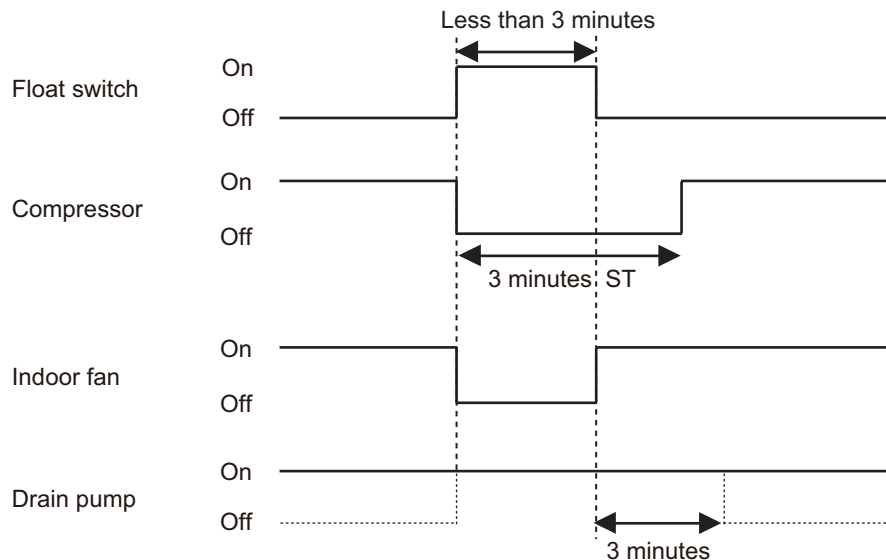 Less than 3 minutes
On
Float switch
Off
On
Compressor
Off
3 minutes ST
On
Indoor fan
Off
On
Drain pump
Off
3 minutes